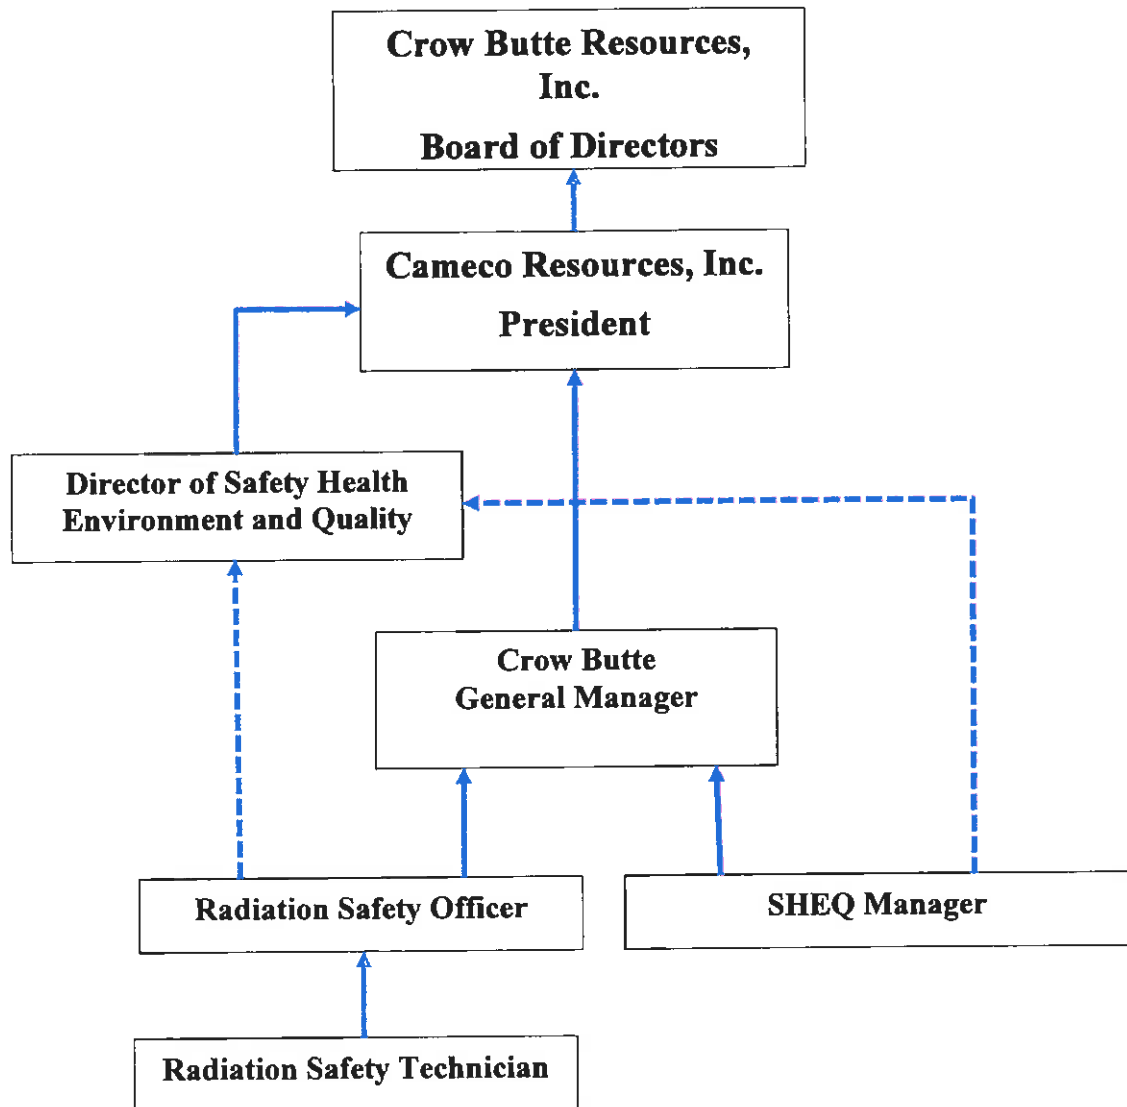 Crow Butte Resources,
Inc.
Board of Directors
Cameco Resources, Inc.
President
Director of Safety Health
Environment and Quality
Crow Butte
General Manager
Radiation Safety Officer
SHEQ Manager
Radiation Safety Technician